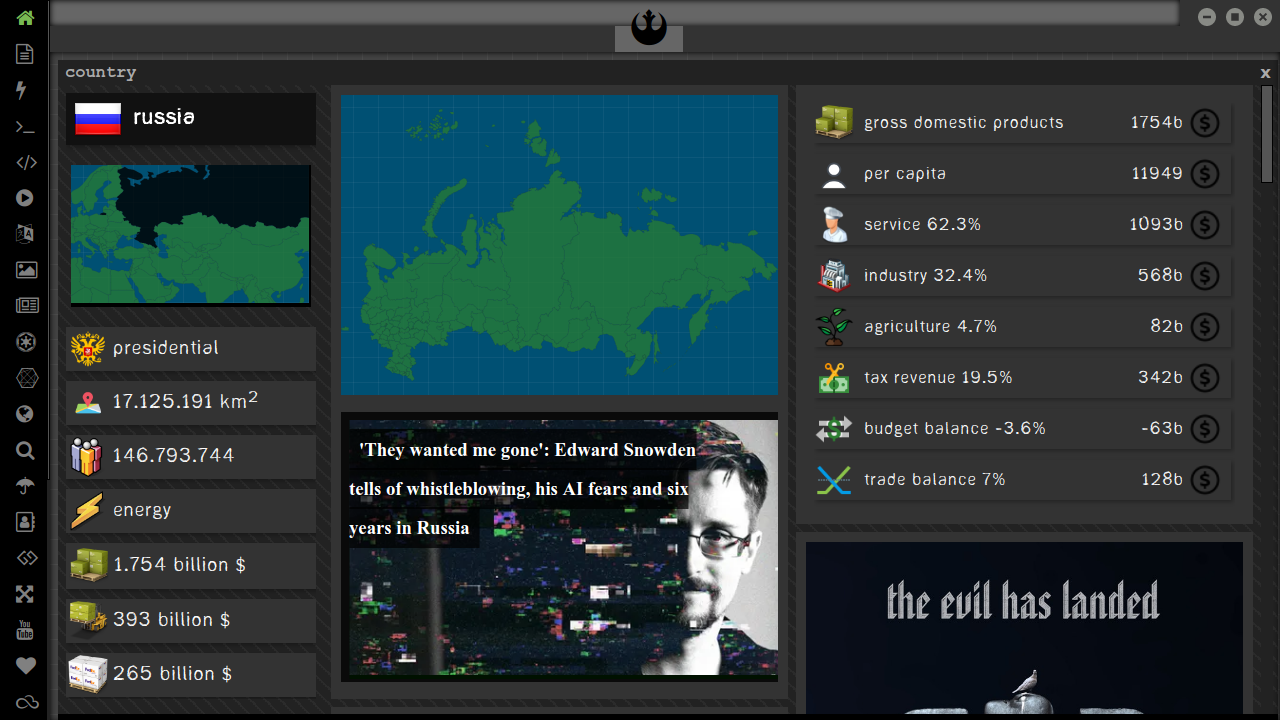 country
x
russia
presidential
17.125.191 km²
146.793.744
energy
1.754 billion $
393 billion $
265 billion $
'They wanted me gone': Edward Snowden
tells of whistleblowing, his AI fears and six
years in Russia
gross domestic products 1754b $
per capita 11949 $
service 62.3% 1093b $
industry 32.4% 568b $
agriculture 4.7% 82b $
tax revenue 19.5% 342b $
budget balance -3.6% -63b $
trade balance 7% 128b $
the evil has landed
You
Tube